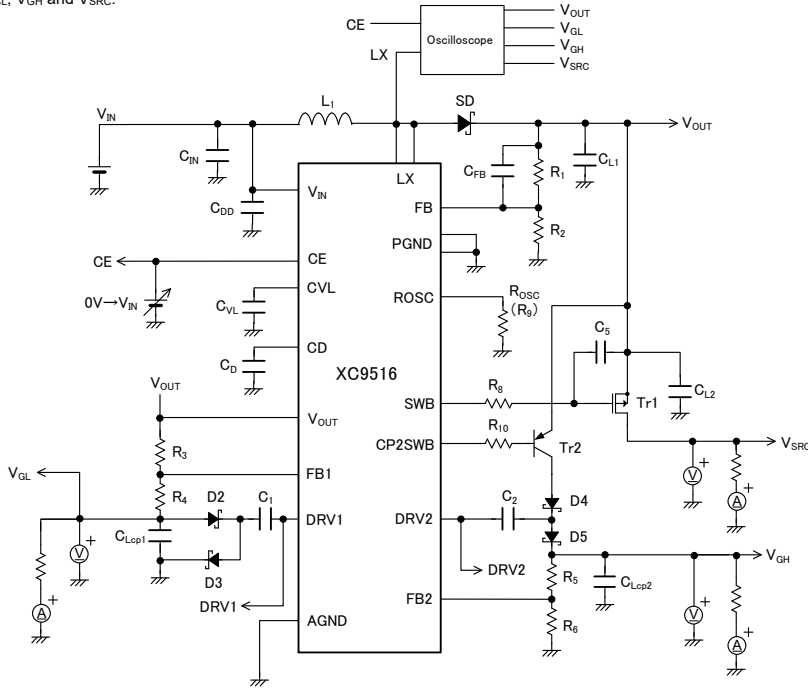 GL, VGH and VSRC.
CE
LX
Oscilloscope
VOUT
VGL
VGH
VSRC
VIN
L1
SD
VOUT
CIN
CDD
CFB
R1
CL1
R2
LX
VIN
FB
PGND
CE
CE
0V→VIN
CVL
CVL
CD
CD
ROSC
ROSC
(R9)
C5
XC9516
VOUT
VOUT
SWB
R8
Tr1
CL2
CP2SWB
R10
Tr2
VSRC
R3
FB1
R4
VGL
D2
C1
DRV1
CLcp1
D3
DRV1
V +
A +
V +
A +
DRV2
C2
D4
D5
DRV2
VGH
R5
CLcp2
FB2
R6
AGND
V +
A +